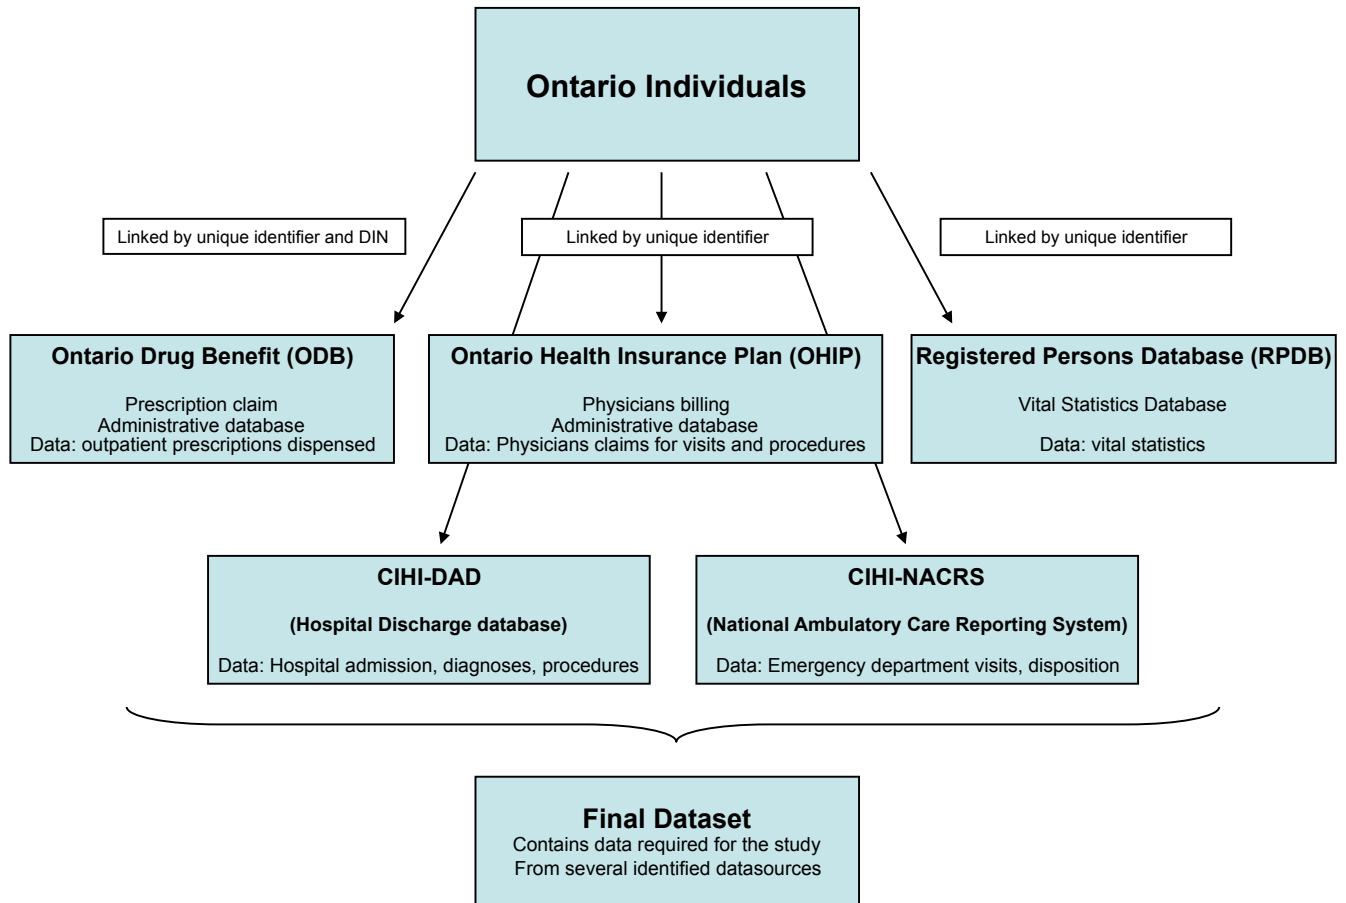 Ontario Individuals
Linked by unique identifier and DIN
Linked by unique identifier
Linked by unique identifier
Ontario Drug Benefit (ODB)
Prescription claim
Administrative database
Data: outpatient prescriptions dispensed
Ontario Health Insurance Plan (OHIP)
Physicians billing
Administrative database
Data: Physicians claims for visits and procedures
Registered Persons Database (RPDB)
Vital Statistics Database
Data: vital statistics
CIHI-DAD
(Hospital Discharge database)
Data: Hospital admission, diagnoses, procedures
CIHI-NACRS
(National Ambulatory Care Reporting System)
Data: Emergency department visits, disposition
Final Dataset
Contains data required for the study
From several identified datasources